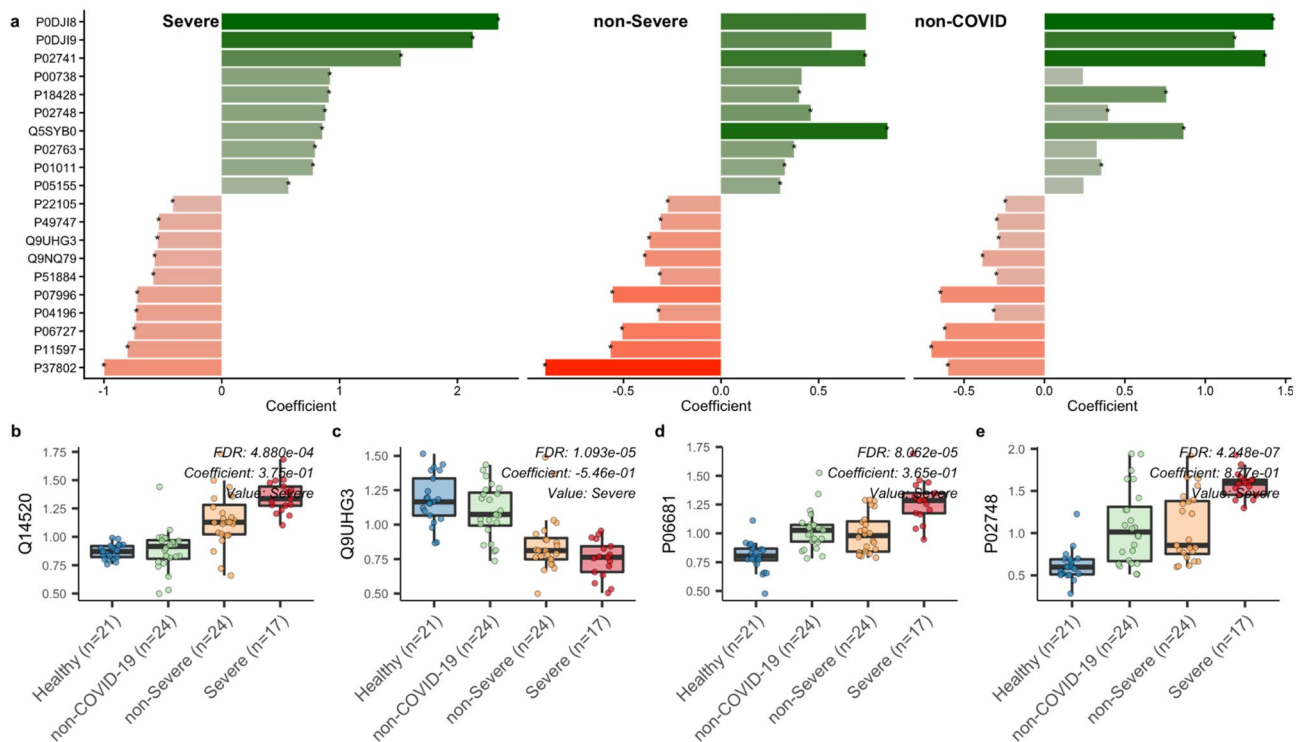 a
Severe
non-Severe
non-COVID
P0DJI8
P0DJI9
P02741
P00738
P18428
P02748
Q5SYB0
P02763
P01011
P05155
P22105
P49747
Q9UHG3
Q9NQ79
P51884
P07996
P04196
P06727
P11597
P37802
-1 0 1 2
Coefficient
-0.5 0.0 0.5
Coefficient
-0.5 0.0 0.5 1.0 1.5
Coefficient
b
FDR: 4.880e-04
Coefficient: 3.75e-01
Value: Severe
Q14520
1.75
1.50
1.25
1.00
0.75
0.50
Healthy (n=21)
non-COVID-19 (n=24)
non-Severe (n=24)
Severe (n=17)
c
FDR: 1.093e-05
Coefficient: -5.46e-01
Value: Severe
Q9UHG3
1.50
1.25
1.00
0.75
0.50
Healthy (n=21)
non-COVID-19 (n=24)
non-Severe (n=24)
Severe (n=17)
d
FDR: 8.062e-05
Coefficient: 3.65e-01
Value: Severe
P06681
1.75
1.50
1.25
1.00
0.75
0.50
Healthy (n=21)
non-COVID-19 (n=24)
non-Severe (n=24)
Severe (n=17)
e
FDR: 4.248e-07
Coefficient: 8.77e-01
Value: Severe
P02748
2.0
1.5
1.0
0.5
Healthy (n=21)
non-COVID-19 (n=24)
non-Severe (n=24)
Severe (n=17)